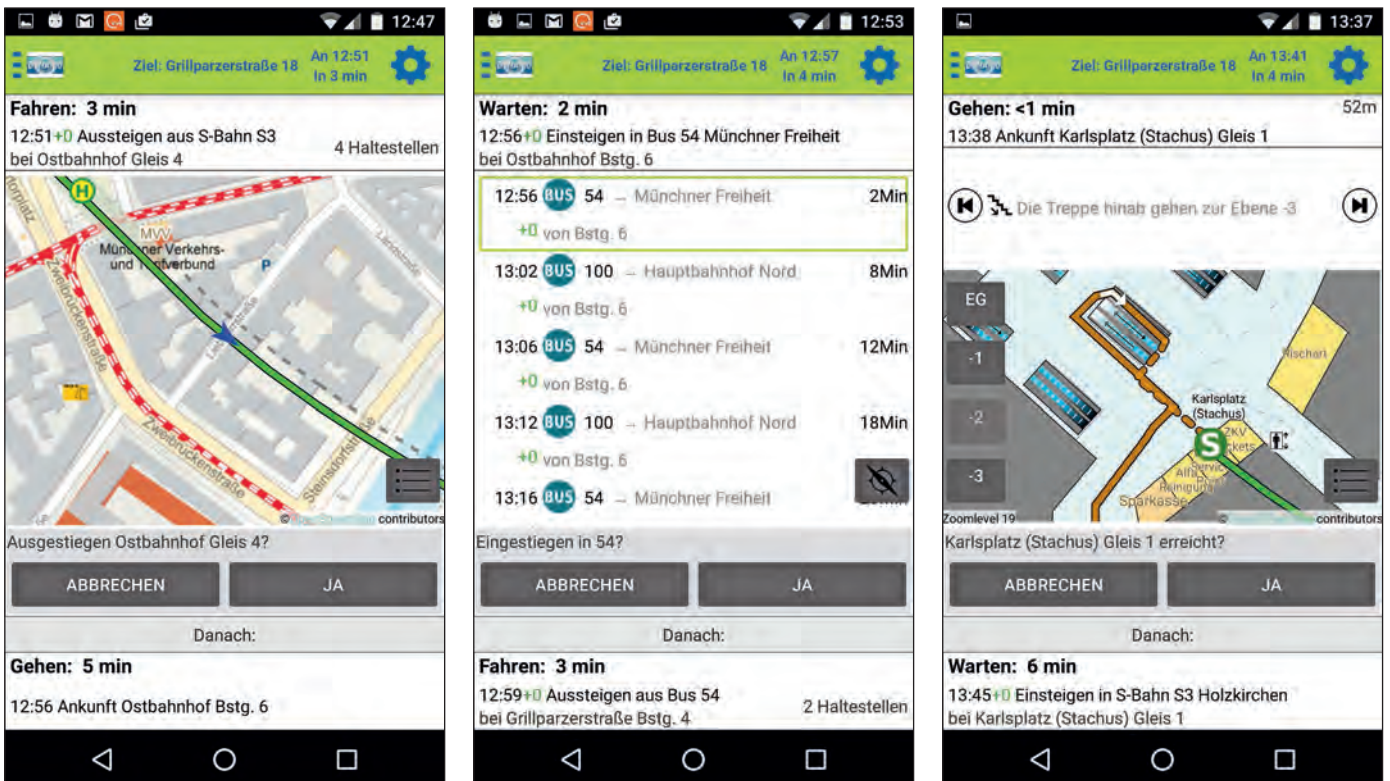 12:47
Ziel: Grillparzerstraße 18
An 12:51
In 3 min
Fahren: 3 min
12:51+0 Aussteigen aus S-Bahn S3
bei Ostbahnhof Gleis 4
4 Haltestellen
H
MVV
und
Verkehrs-
P
Landstraße
Zweibrückenstraße
Zweibrückenstraße
Steinsdorfstraße
contributors
Ausgestiegen Ostbahnhof Gleis 4?
ABBRECHEN
JA
Danach:
Gehen: 5 min
12:56 Ankunft Ostbahnhof Bstg. 6
12:53
Ziel: Grillparzerstraße 18
An 12:57
In 4 min
Warten: 2 min
12:56+0 Einsteigen in Bus 54 Münchner Freiheit
bei Ostbahnhof Bstg. 6
12:56 BUS 54 – Münchner Freiheit 2Min
+0 von Bstg. 6
13:02 BUS 100 – Hauptbahnhof Nord 8Min
+0 von Bstg. 6
13:06 BUS 54 – Münchner Freiheit 12Min
+0 von Bstg. 6
13:12 BUS 100 – Hauptbahnhof Nord 18Min
+0 von Bstg. 6
13:16 BUS 54 – Münchner Freiheit
Eingestiegen in 54?
ABBRECHEN
JA
Danach:
Fahren: 3 min
12:59+0 Aussteigen aus Bus 54
bei Grillparzerstraße Bstg. 4
2 Haltestellen
13:37
Ziel: Grillparzerstraße 18
An 13:41
In 4 min
Gehen: <1 min
52m
13:38 Ankunft Karlsplatz (Stachus) Gleis 1
Die Treppe hinab gehen zur Ebene -3
EG
-1
-2
-3
Karlsplatz
(Stachus)
S
ZKV
Sparkasse
Zoomlevel 19
contributors
Karlsplatz (Stachus) Gleis 1 erreicht?
ABBRECHEN
JA
Danach:
Warten: 6 min
13:45+0 Einsteigen in S-Bahn S3 Holzkirchen
bei Karlsplatz (Stachus) Gleis 1